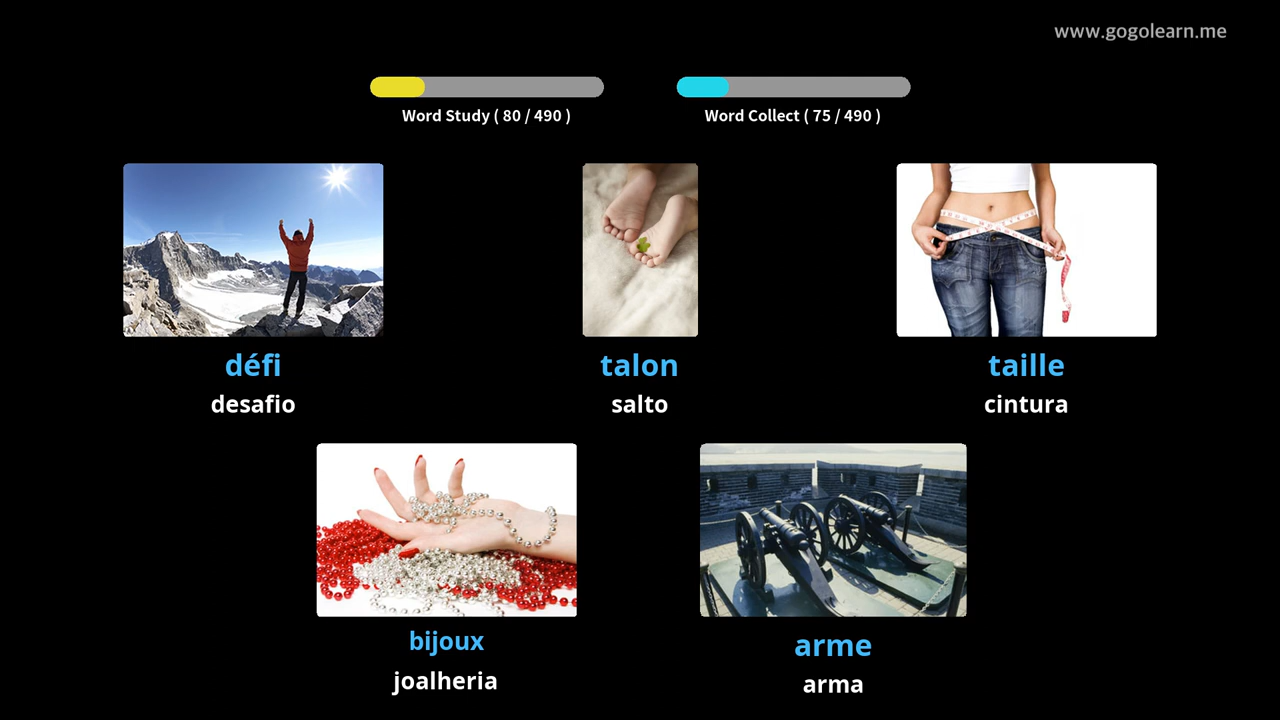 www.gogolearn.me
Word Study ( 80 / 490 )
Word Collect ( 75 / 490 )
défi
desafio
talon
salto
taille
cintura
bijoux
joalheria
arme
arma